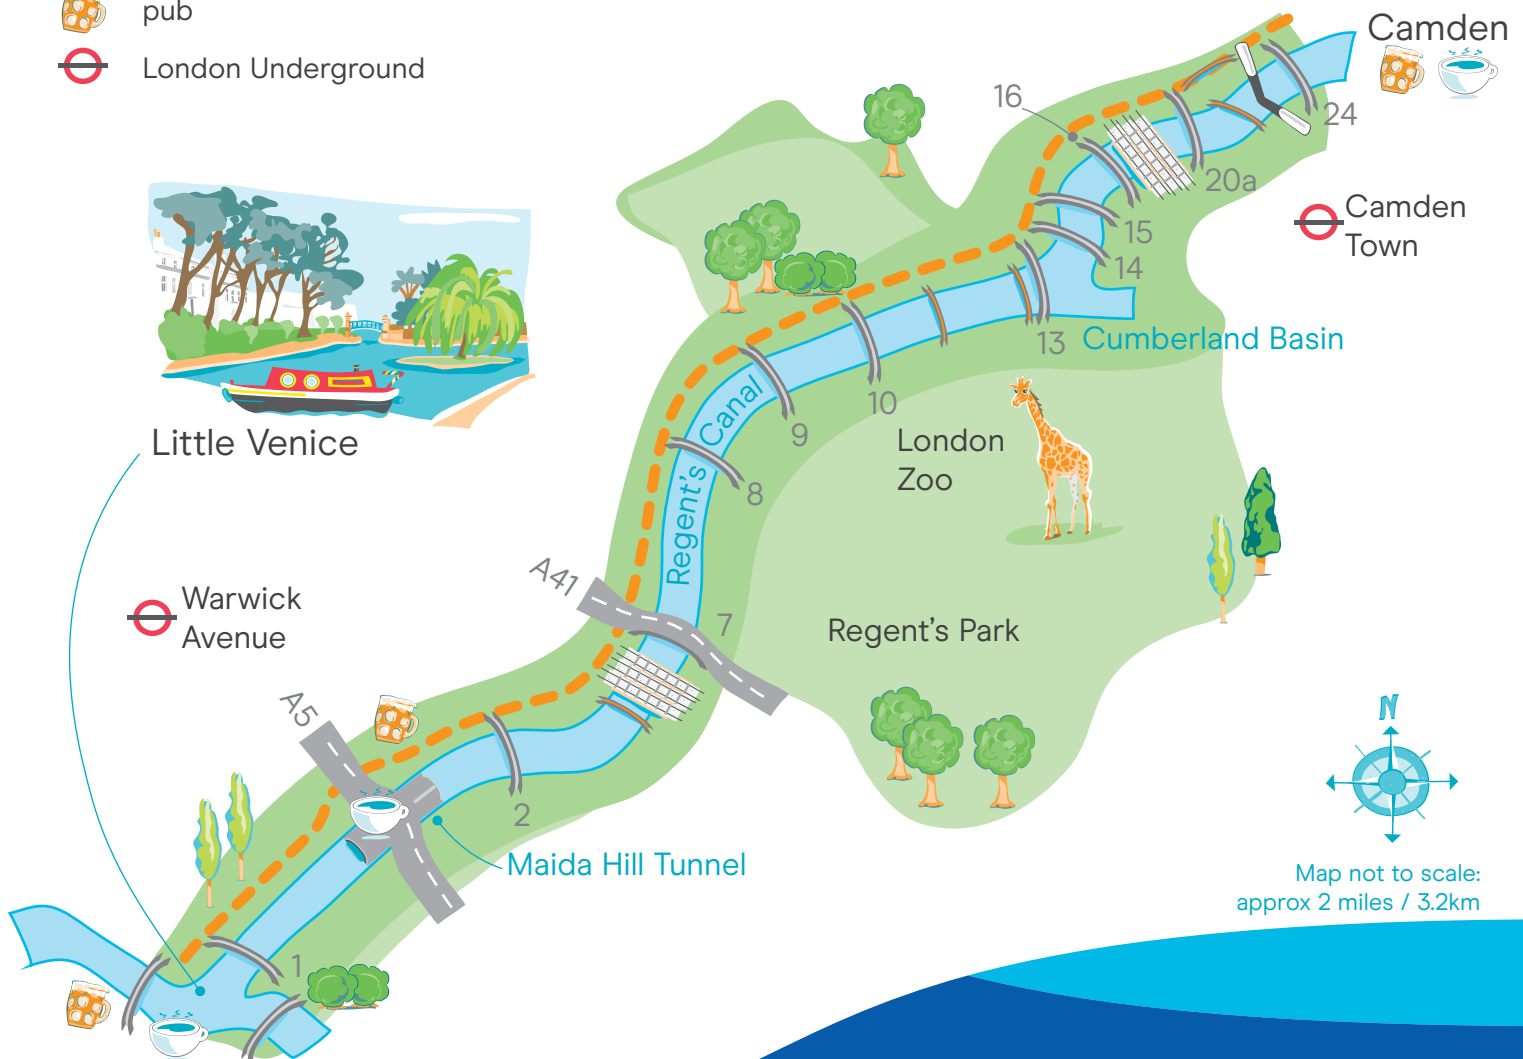 pub
London Underground
Camden
24
16
20a
Camden
Town
15
14
13
Cumberland Basin
10
9
Regent's Canal
8
London
Zoo
Little Venice
A41
7
Warwick
Avenue
Regent's Park
A5
N
2
Maida Hill Tunnel
Map not to scale:
approx 2 miles / 3.2km
1